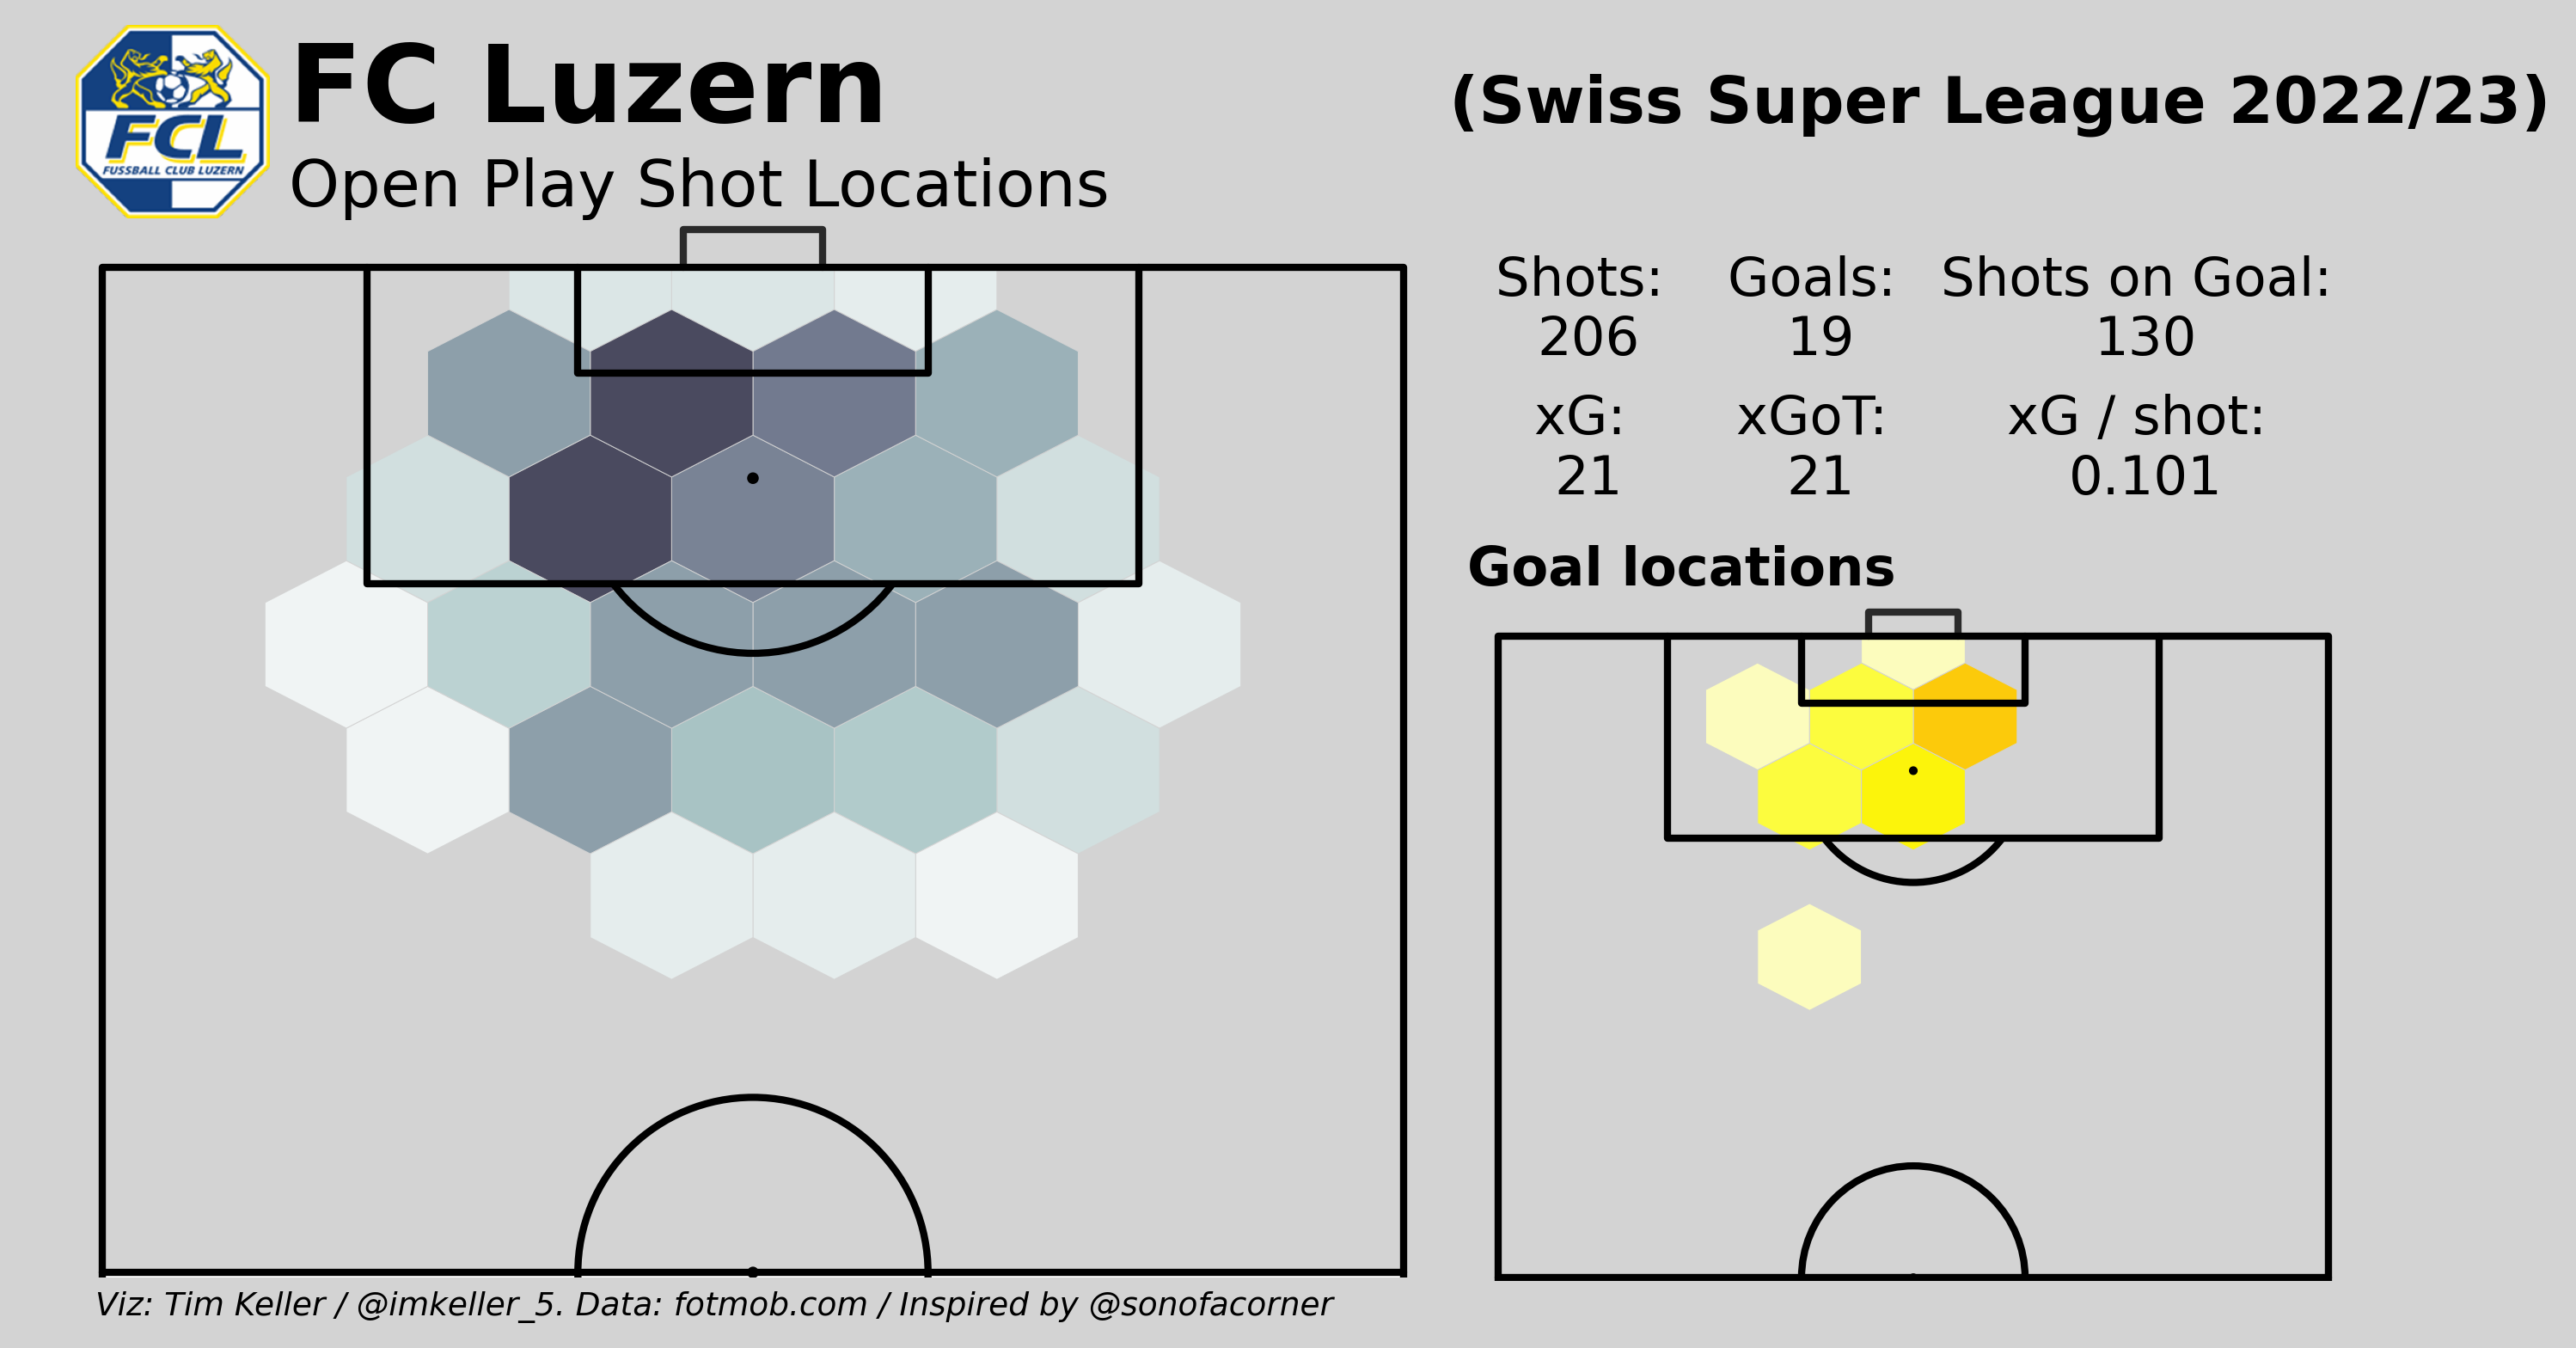 FC Luzern
(Swiss Super League 2022/23)
Open Play Shot Locations
FCL
FUSSBALL CLUB LUZERN
Shots: Goals: Shots on Goal:
206 19 130
xG: xGoT: xG / shot:
21 21 0.101
Goal locations
Viz: Tim Keller / @imkeller_5. Data: fotmob.com / Inspired by @sonofacorner